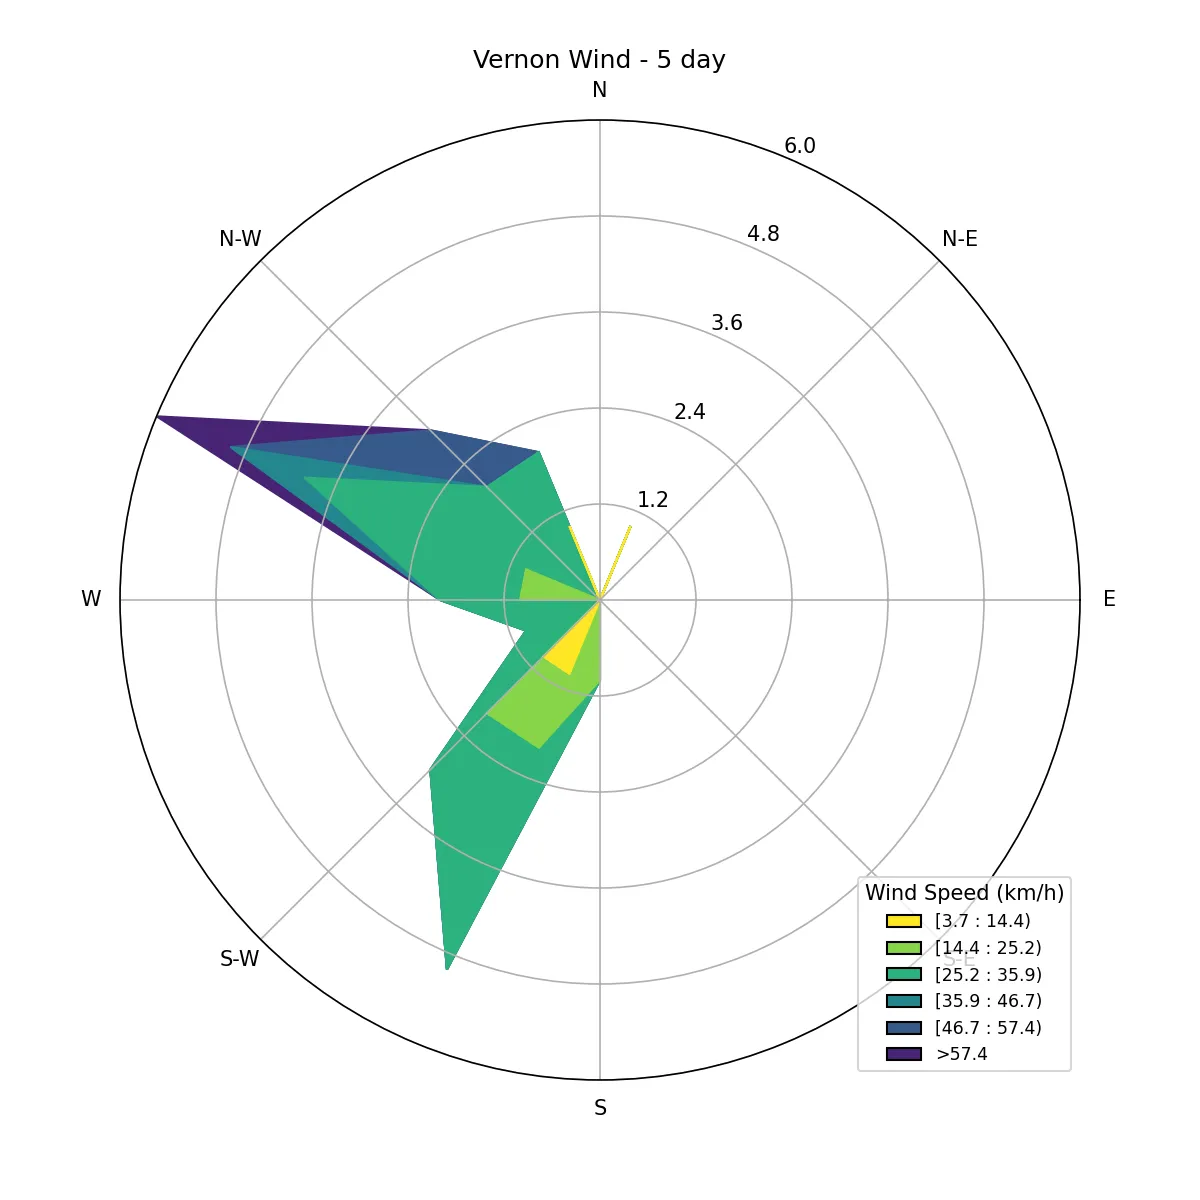 Vernon Wind - 5 day
N
6.0
N-W
N-E
4.8
3.6
2.4
1.2
W
E
S-W
S-E
S
Wind Speed (km/h)
[3.7 : 14.4)
[14.4 : 25.2)
[25.2 : 35.9)
[35.9 : 46.7)
[46.7 : 57.4)
>57.4